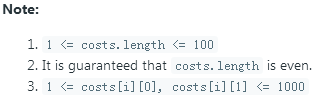 Note:
1. 1 <= costs.length <= 100
2. It is guaranteed that costs.length is even.
3. 1 <= costs[i][0], costs[i][1] <= 1000